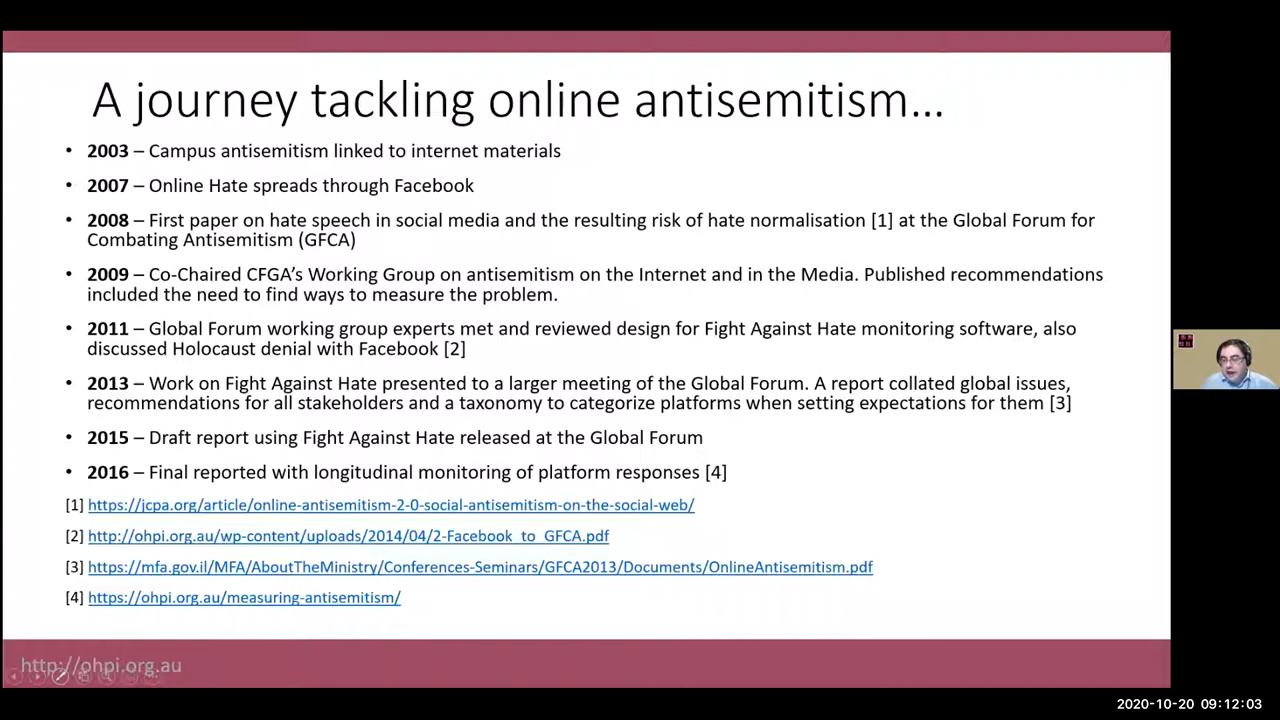 A journey tackling online antisemitism...
• 2003 – Campus antisemitism linked to internet materials
• 2007 – Online Hate spreads through Facebook
• 2008 – First paper on hate speech in social media and the resulting risk of hate normalisation [1] at the Global Forum for
Combating Antisemitism (GFCA)
• 2009 – Co-Chaired CFGA's Working Group on antisemitism on the Internet and in the Media. Published recommendations
included the need to find ways to measure the problem.
• 2011 – Global Forum working group experts met and reviewed design for Fight Against Hate monitoring software, also
discussed Holocaust denial with Facebook [2]
• 2013 – Work on Fight Against Hate presented to a larger meeting of the Global Forum. A report collated global issues,
recommendations for all stakeholders and a taxonomy to categorize platforms when setting expectations for them [3]
• 2015 – Draft report using Fight Against Hate released at the Global Forum
• 2016 – Final reported with longitudinal monitoring of platform responses [4]
[1] https://jcpa.org/article/online-antisemitism-2-0-social-antisemitism-on-the-social-web/
[2] http://ohpi.org.au/wp-content/uploads/2014/04/2-Facebook_to_GFCA.pdf
[3] https://mfa.gov.il/MFA/AboutTheMinistry/Conferences-Seminars/GFCA2013/Documents/OnlineAntisemitism.pdf
[4] https://ohpi.org.au/measuring-antisemitism/
http://ohpi.org.au
2020-10-20 09:12:03